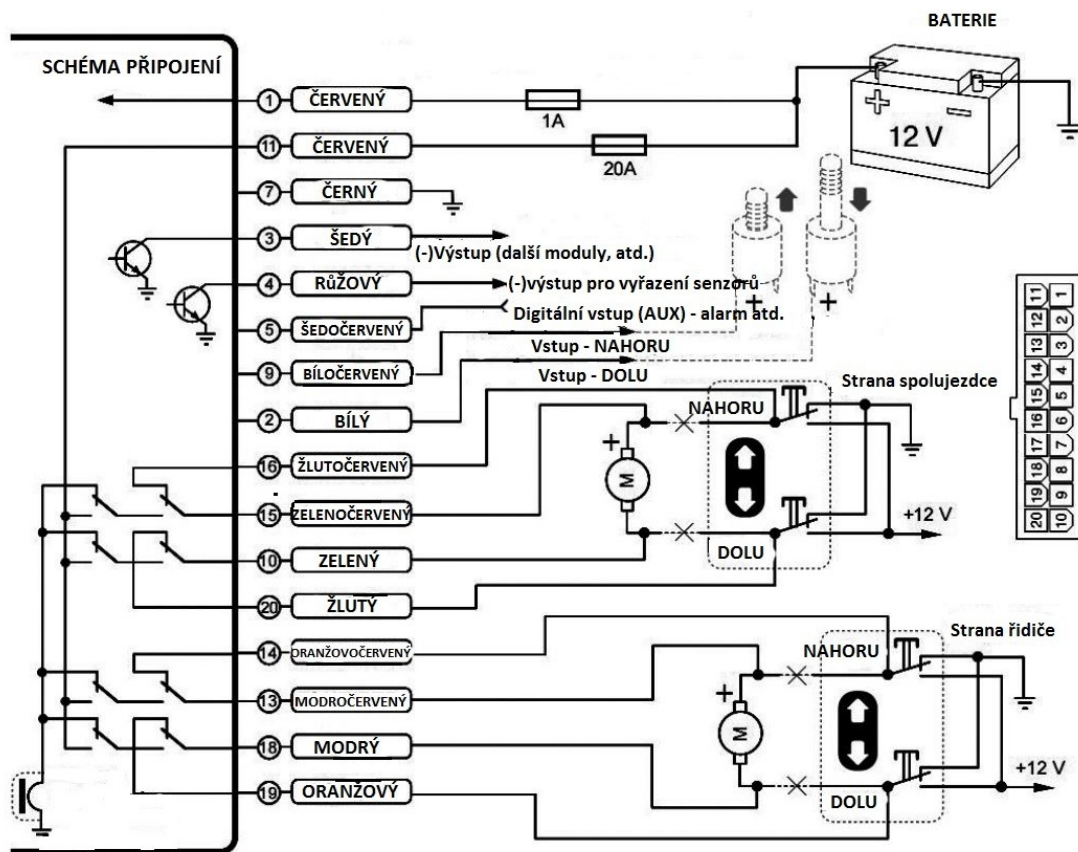 BATERIE
SCHÉMA PŘIPOJENÍ
1 ČERVENÝ
1A
12 V
11 ČERVENÝ
20A
7 ČERNÝ
3 ŠEDÝ
(-)Výstup (další moduly, atd.)
4 RůŽOVÝ
(-)výstup pro vyřazení senzorů
+ +
5 ŠEDOČERVENÝ
Digitální vstup (AUX) - alarm atd.
Vstup - NAHORU
9 BÍLOČERVENÝ
Vstup - DOLU
2 BÍLÝ
Strana spolujezdce
NAHORU
16 ŽLUTOČERVENÝ
+
M
15 ZELENOČERVENÝ
+12 V
10 ZELENÝ
DOLU
20 ŽLUTÝ
11 1
12 2
13 3
14 4
15 5
16 6
17 7
18 8
19 9
20 10
14 ORANŽOVOČERVENÝ
Strana řidiče
NAHORU
13 MODROČERVENÝ
+
M
18 MODRÝ
+12 V
19 ORANŽOVÝ
DOLU